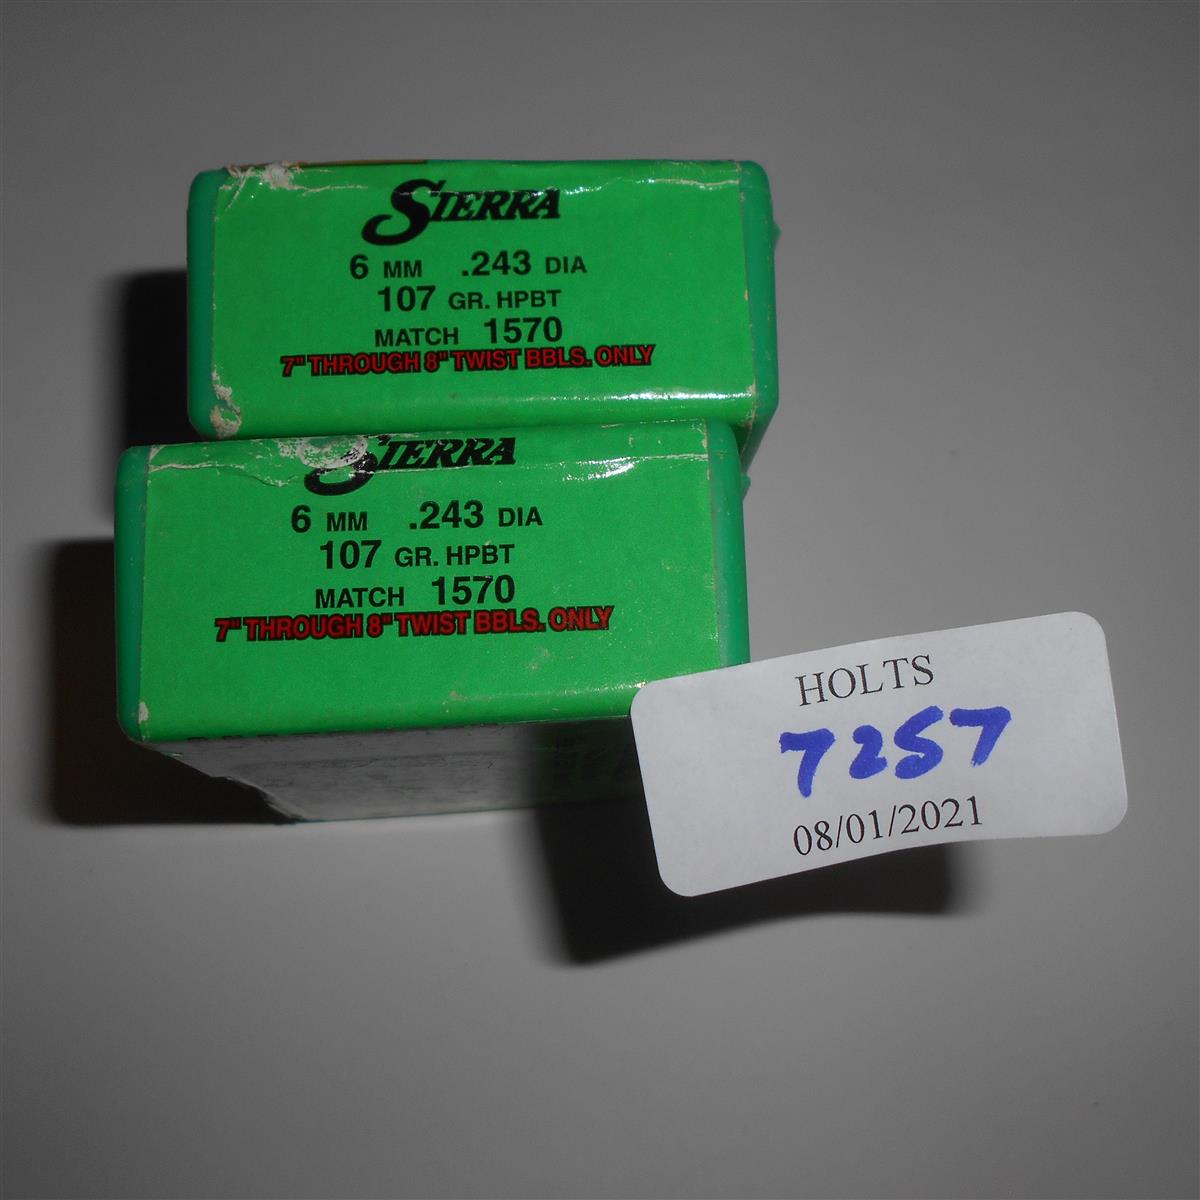 SIERRA
6 MM .243 DIA
107 GR. HPBT
MATCH 1570
7" THROUGH 8" TWIST BBLS. ONLY
SIERRA
6 MM .243 DIA
107 GR. HPBT
MATCH 1570
7" THROUGH 8" TWIST BBLS. ONLY
HOLTS
7257
08/01/2021